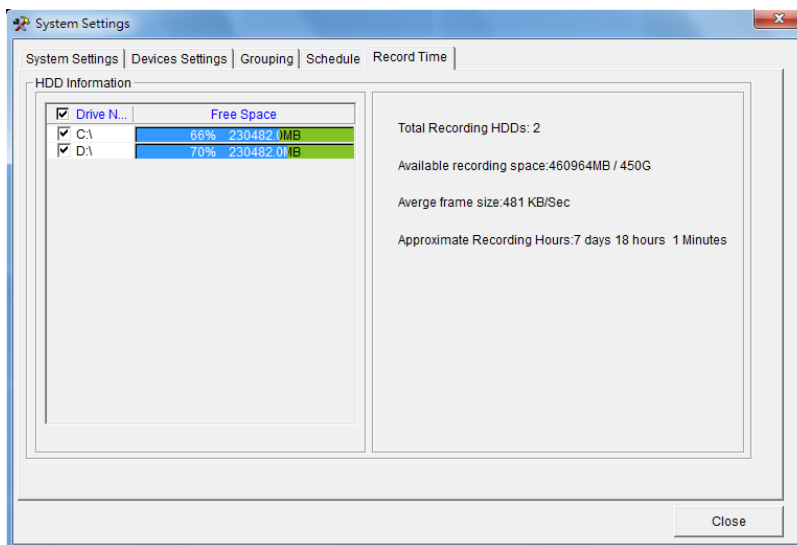 System Settings
System Settings Devices Settings Grouping Schedule Record Time
HDD Information
Drive N... Free Space
C:\ 66% 230482.0MB
D:\ 70% 230482.0MB
Total Recording HDDs: 2
Available recording space:460964MB / 450G
Averge frame size:481 KB/Sec
Approximate Recording Hours:7 days 18 hours 1 Minutes
Close